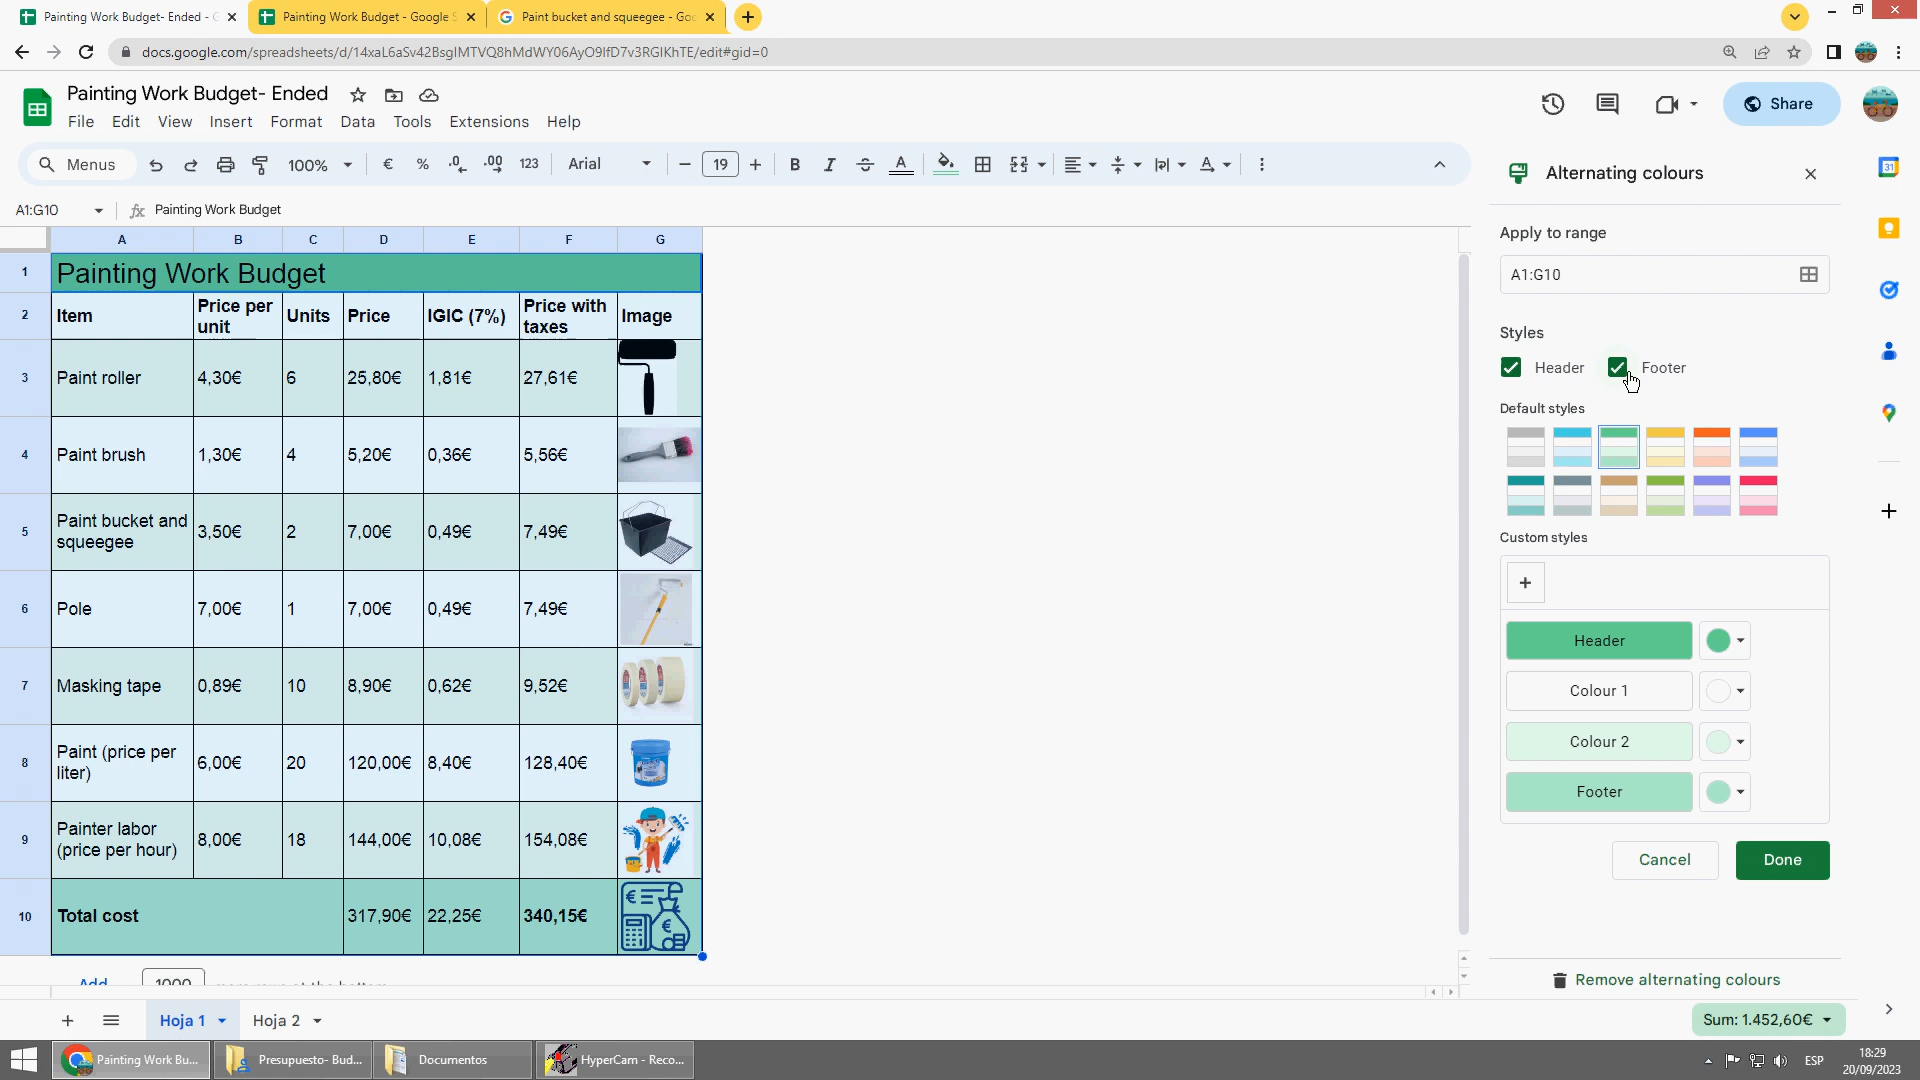 Painting Work Budget- Ended - G
Painting Work Budget - Google S
Paint bucket and squeegee - Goo
docs.google.com/spreadsheets/d/14xaL6aSv42BsgIMTVQ8hMdWY06AyO9IfD7v3RGIKhTE/edit#gid=0
Painting Work Budget- Ended
File Edit View Insert Format Data Tools Extensions Help
Share
Menus 100% € % .0 .00 123 Arial 19 B I A A
A1:G10 fx Painting Work Budget
A B C D E F G
1 Painting Work Budget
2 Item Price per unit Units Price IGIC (7%) Price with taxes Image
3 Paint roller 4,30€ 6 25,80€ 1,81€ 27,61€
4 Paint brush 1,30€ 4 5,20€ 0,36€ 5,56€
5 Paint bucket and squeegee 3,50€ 2 7,00€ 0,49€ 7,49€
6 Pole 7,00€ 1 7,00€ 0,49€ 7,49€
7 Masking tape 0,89€ 10 8,90€ 0,62€ 9,52€
8 Paint (price per liter) 6,00€ 20 120,00€ 8,40€ 128,40€
9 Painter labor (price per hour) 8,00€ 18 144,00€ 10,08€ 154,08€
10 Total cost 317,90€ 22,25€ 340,15€
Add 1000 more rows at the bottom
Alternating colours
Apply to range
A1:G10
Styles
Header Footer
Default styles
Custom styles
+
Header
Colour 1
Colour 2
Footer
Cancel Done
Remove alternating colours
31
Hoja 1 Hoja 2
Sum: 1.452,60€
Painting Work Bu...
Presupuesto- Bud...
Documentos
HyperCam - Reco...
ESP
18:29
20/09/2023